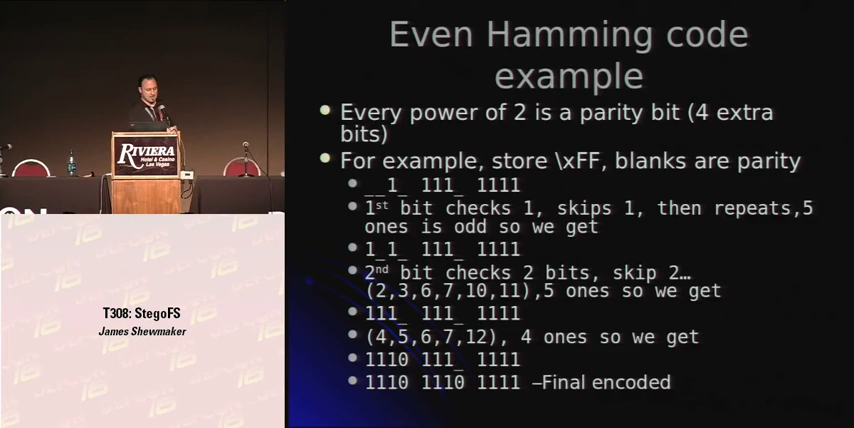 Even Hamming code
example
Every power of 2 is a parity bit (4 extra
bits)
For example, store \xFF, blanks are parity
__1_ 111_ 1111
1st bit checks 1, skips 1, then repeats,5
ones is odd so we get
1_1_ 111_ 1111
2nd bit checks 2 bits, skip 2…
(2,3,6,7,10,11),5 ones so we get
111_ 111_ 1111
(4,5,6,7,12), 4 ones so we get
1110 111_ 1111
1110 1110 1111 –Final encoded
RIVIERA
Hotel & Casino
Las Vegas
ON
T308: StegoFS
James Shewmaker